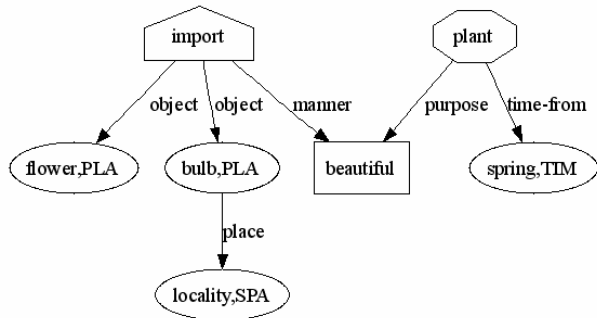 import
plant
object
object
manner
purpose
time-from
flower,PLA
bulb,PLA
beautiful
spring,TIM
place
locality,SPA